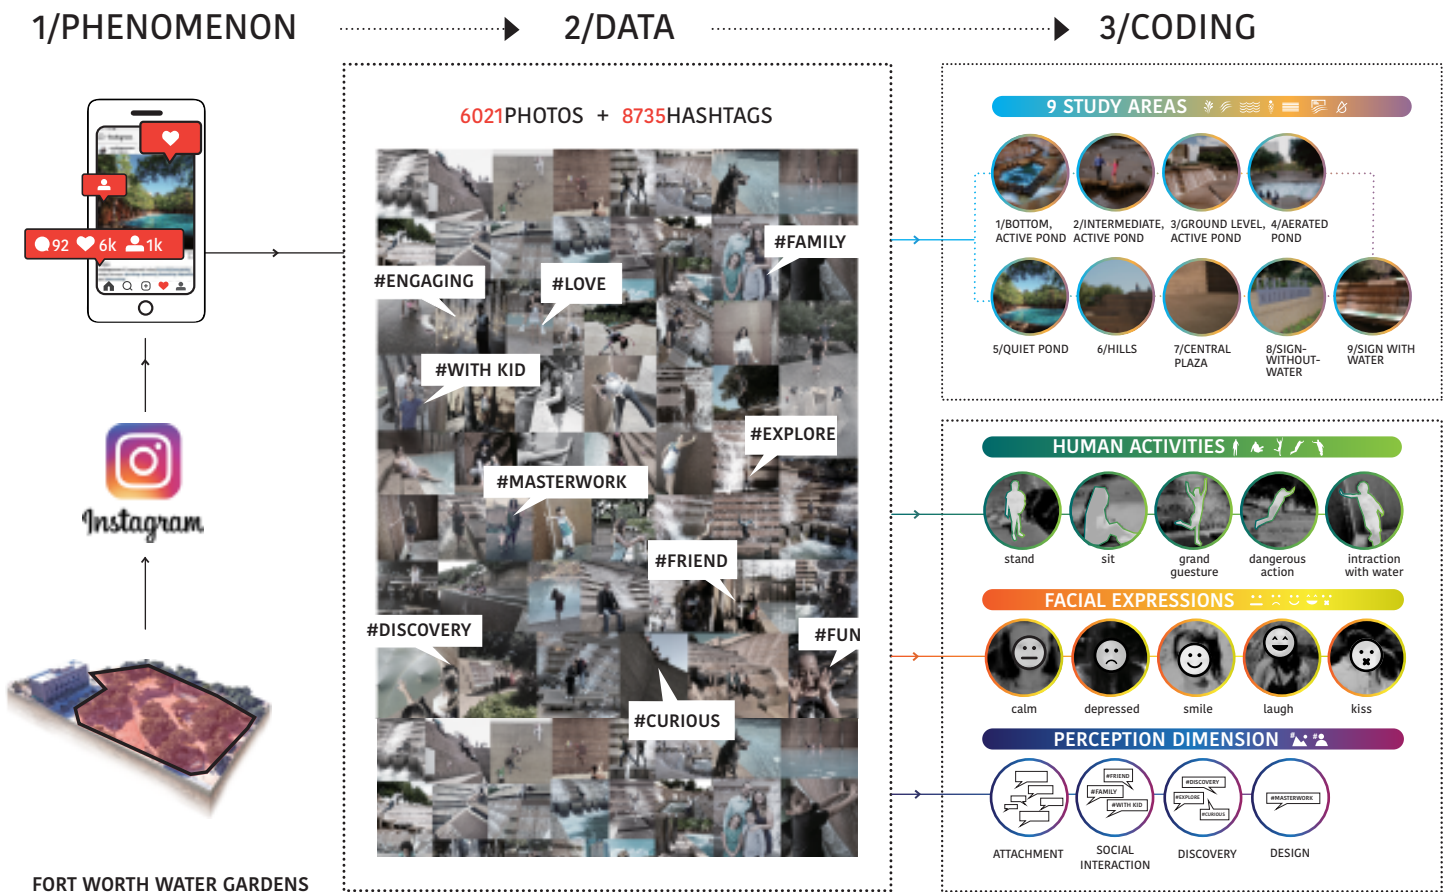 1/PHENOMENON
2/DATA
3/CODING
92 6k 1k
Instagram
FORT WORTH WATER GARDENS
6021PHOTOS + 8735HASHTAGS
#FAMILY
#ENGAGING
#LOVE
#WITH KID
#EXPLORE
#MASTERWORK
#FRIEND
#DISCOVERY
#FUN
#CURIOUS
9 STUDY AREAS
1/BOTTOM,
ACTIVE POND
2/INTERMEDIATE,
ACTIVE POND
3/GROUND LEVEL,
ACTIVE POND
4/AERATED
POND
5/QUIET POND
6/HILLS
7/CENTRAL
PLAZA
8/SIGN-
WITHOUT-
WATER
9/SIGN WITH
WATER
HUMAN ACTIVITIES
stand
sit
grand
guesture
dangerous
action
intraction
with water
FACIAL EXPRESSIONS
calm
depressed
smile
laugh
kiss
PERCEPTION DIMENSION
#FRIEND
#FAMILY
#WITH KID
#DISCOVERY
#EXPLORE
#CURIOUS
#MASTERWORK
ATTACHMENT
SOCIAL
INTERACTION
DISCOVERY
DESIGN